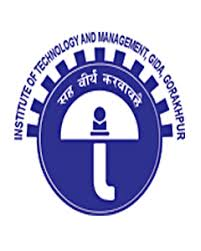 INSTITUTE OF TECHNOLOGY AND MANAGEMENT, GIDA, GORAKHPUR
सह वीर्यं करवावहै